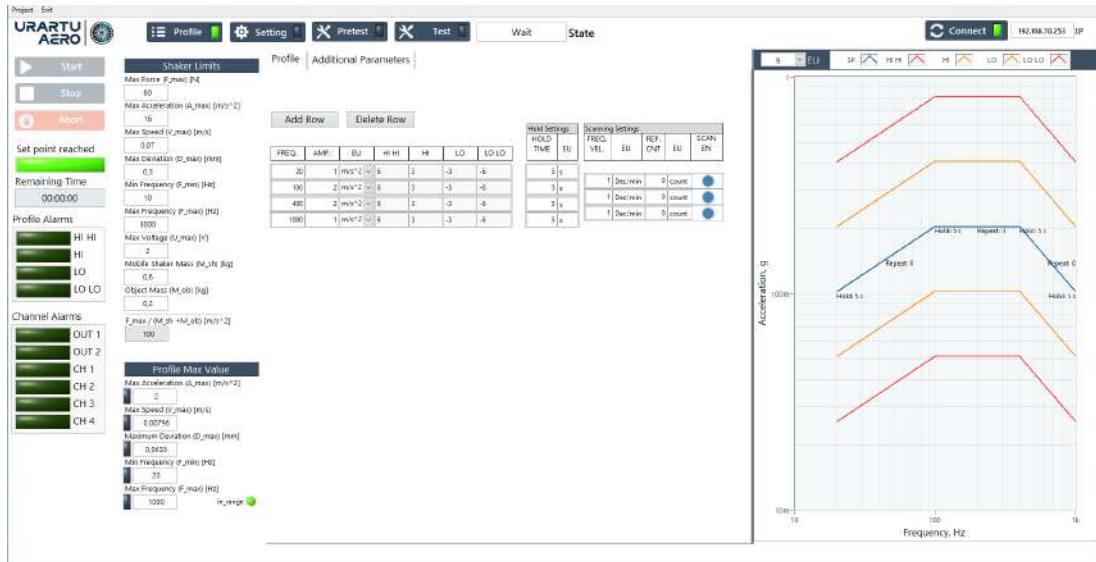 Project Exit
URARTU AERO
Profile Setting Pretest Test Wait State Connect 192.168.70.253 IP
Start
Stop
Abort
Set point reached
Remaining Time
00:00:00
Profile Alarms
HI HI
HI
LO
LO LO
Channel Alarms
OUT 1
OUT 2
CH 1
CH 2
CH 3
CH 4
Shaker Limits
Max Force (F_max) [N]
80
Max Acceleration (A_max) [m/s^2]
16
Max Speed (V_max) [m/s]
0,07
Max Deviation (D_max) [mm]
0,3
Min Frequency (F_min) [Hz]
10
Max Frequency (F_max) [Hz]
3000
Max Voltage (U_max) [V]
2
Mobile Shaker Mass (M_sh) [kg]
0,6
Object Mass (M_ob) [kg]
0,2
F_max / (M_sh +M_ob) [m/s^2]
100
Profile Max Value
Max Acceleration (A_max) [m/s^2]
2
Max Speed (V_max) [m/s]
0,00796
Maximum Deviation (D_max) [mm]
0,0633
Min Frequency (F_min) [Hz]
20
Max Frequency (F_max) [Hz]
1000 in_range
Profile Additional Parameters
Add Row Delete Row
Hold Settings Scanning Settings
FREQ. AMP. EU HI HI HI LO LO LO HOLD TIME EU FREQ. VEL. EU REP. CNT EU SCAN EN
20 1 m/s^2 6 3 -3 -6 5 s
1 Dec/min 0 count
100 2 m/s^2 6 3 -3 -6 5 s
1 Dec/min 0 count
400 2 m/s^2 6 3 -3 -6 5 s
1 Dec/min 0 count
1000 1 m/s^2 6 3 -3 -6 5 s
g EU SP HI HI HI LO LO LO
1
Hold: 5 s Repeat: 0 Hold: 5 s
Repeat: 0 Repeat: 0
100m
Hold: 5 s Hold: 5 s
10m
10 100 1k
Acceleration, g
Frequency, Hz